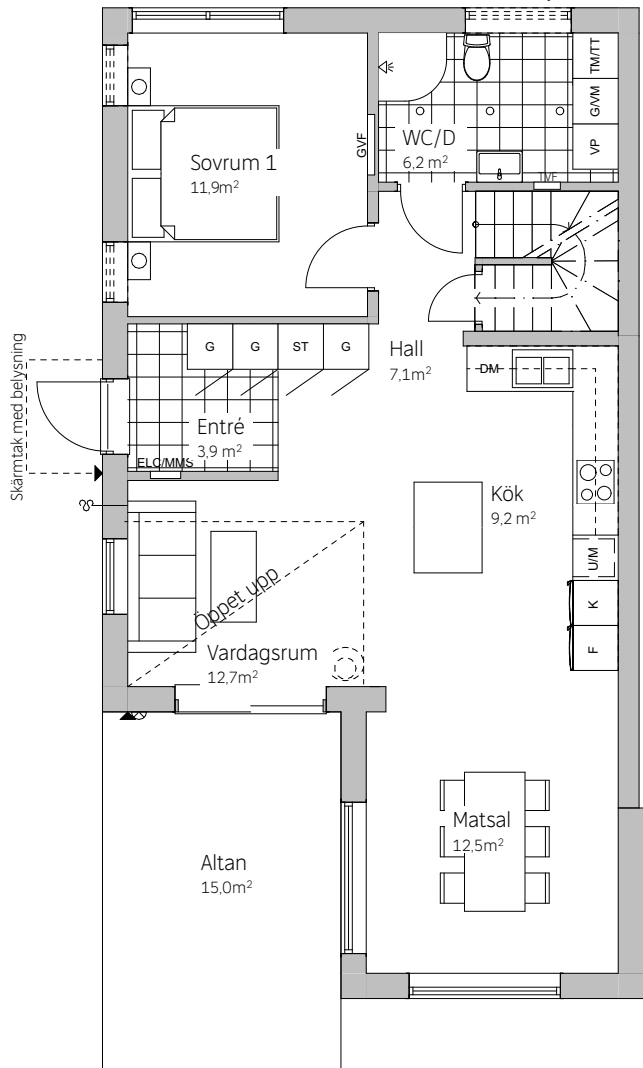 TM/TT
G/VM
VP
WC/D
6,2 m²
GVF
Sovrum 1
11,9m²
TVF
G
G
ST
G
Hall
7,1m²
DM
Skärmtak med belysning
Entré
3,9 m²
ELC/MMS
Kök
9,2 m²
U/M
K
F
Öppet upp
Vardagsrum
12,7m²
Matsal
12,5m²
Altan
15,0m²